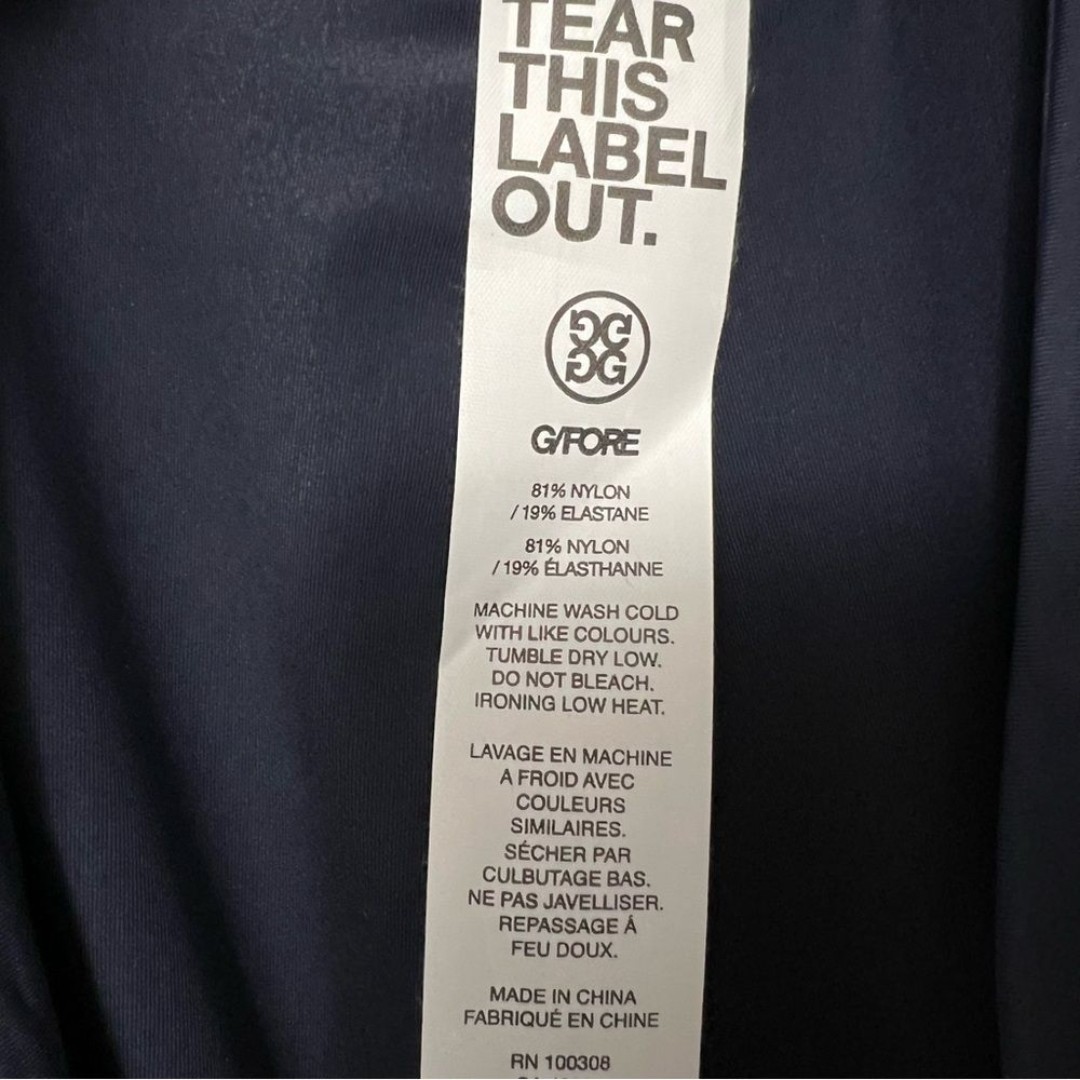 TEAR
THIS
LABEL
OUT.
G/FORE
81% NYLON
/ 19% ELASTANE
81% NYLON
/ 19% ÉLASTHANNE
MACHINE WASH COLD
WITH LIKE COLOURS.
TUMBLE DRY LOW.
DO NOT BLEACH.
IRONING LOW HEAT.
LAVAGE EN MACHINE
A FROID AVEC
COULEURS
SIMILAIRES.
SÉCHER PAR
CULBUTAGE BAS.
NE PAS JAVELLISER.
REPASSAGE Á
FEU DOUX.
MADE IN CHINA
FABRIQUÉ EN CHINE
RN 100308